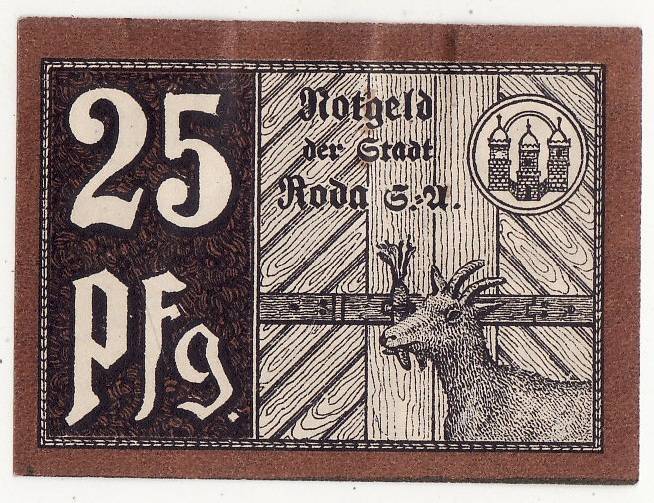 25
Pfg.
Notgeld
der Stadt
Roda S.-A.